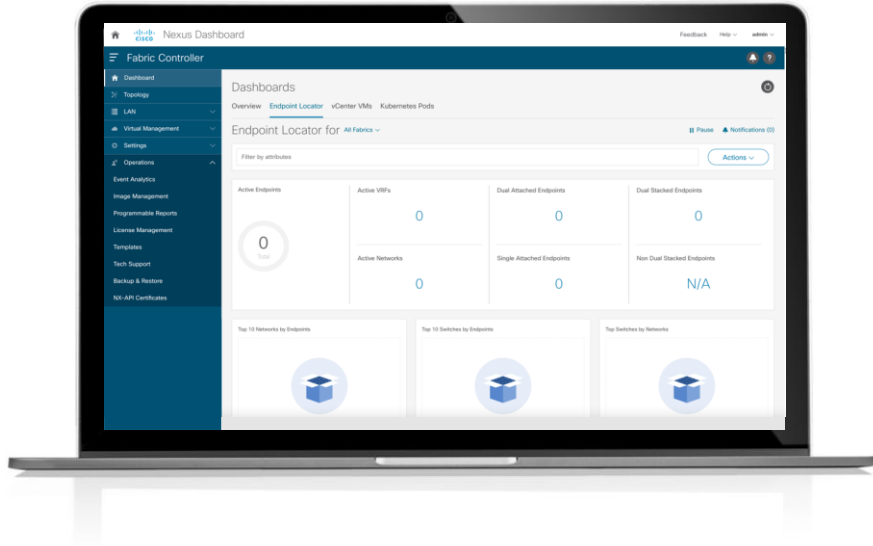 cisco Nexus Dashboard
Feedback Help admin
Fabric Controller
Dashboard
Topology
LAN
Virtual Management
Settings
Operations
Event Analytics
Image Management
Programmable Reports
License Management
Templates
Tech Support
Backup & Restore
NX-API Certificates
Dashboards
Overview Endpoint Locator vCenter VMs Kubernetes Pods
Endpoint Locator for All Fabrics
Pause Notifications (0)
Filter by attributes
Actions
Active Endpoints
0
Total
Active VRFs
0
Active Networks
0
Dual Attached Endpoints
0
Single Attached Endpoints
0
Dual Stacked Endpoints
0
Non Dual Stacked Endpoints
N/A
Top 10 Networks by Endpoints
Top 10 Switches by Endpoints
Top Switches by Networks